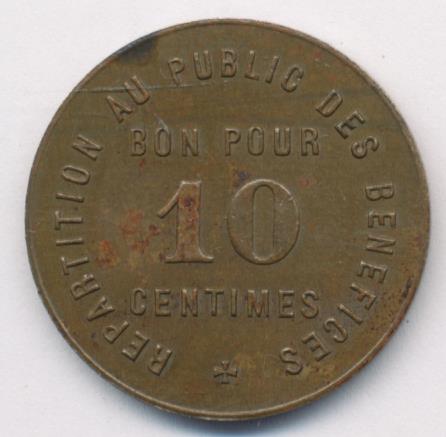 REPARTITION AU PUBLIC DES BENEFICES
BON POUR
10
CENTIMES